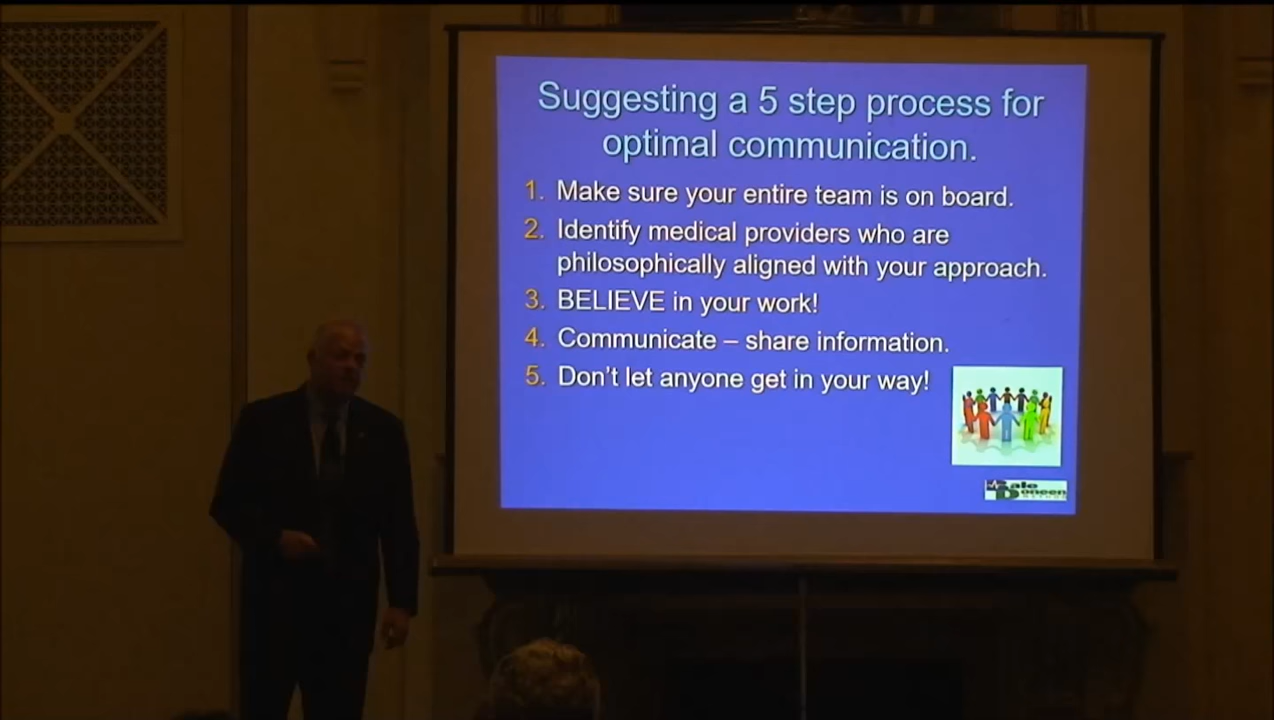 Suggesting a 5 step process for
optimal communication.
1. Make sure your entire team is on board.
2. Identify medical providers who are
philosophically aligned with your approach.
3. BELIEVE in your work!
4. Communicate – share information.
5. Don't let anyone get in your way!
Bale
Doneen